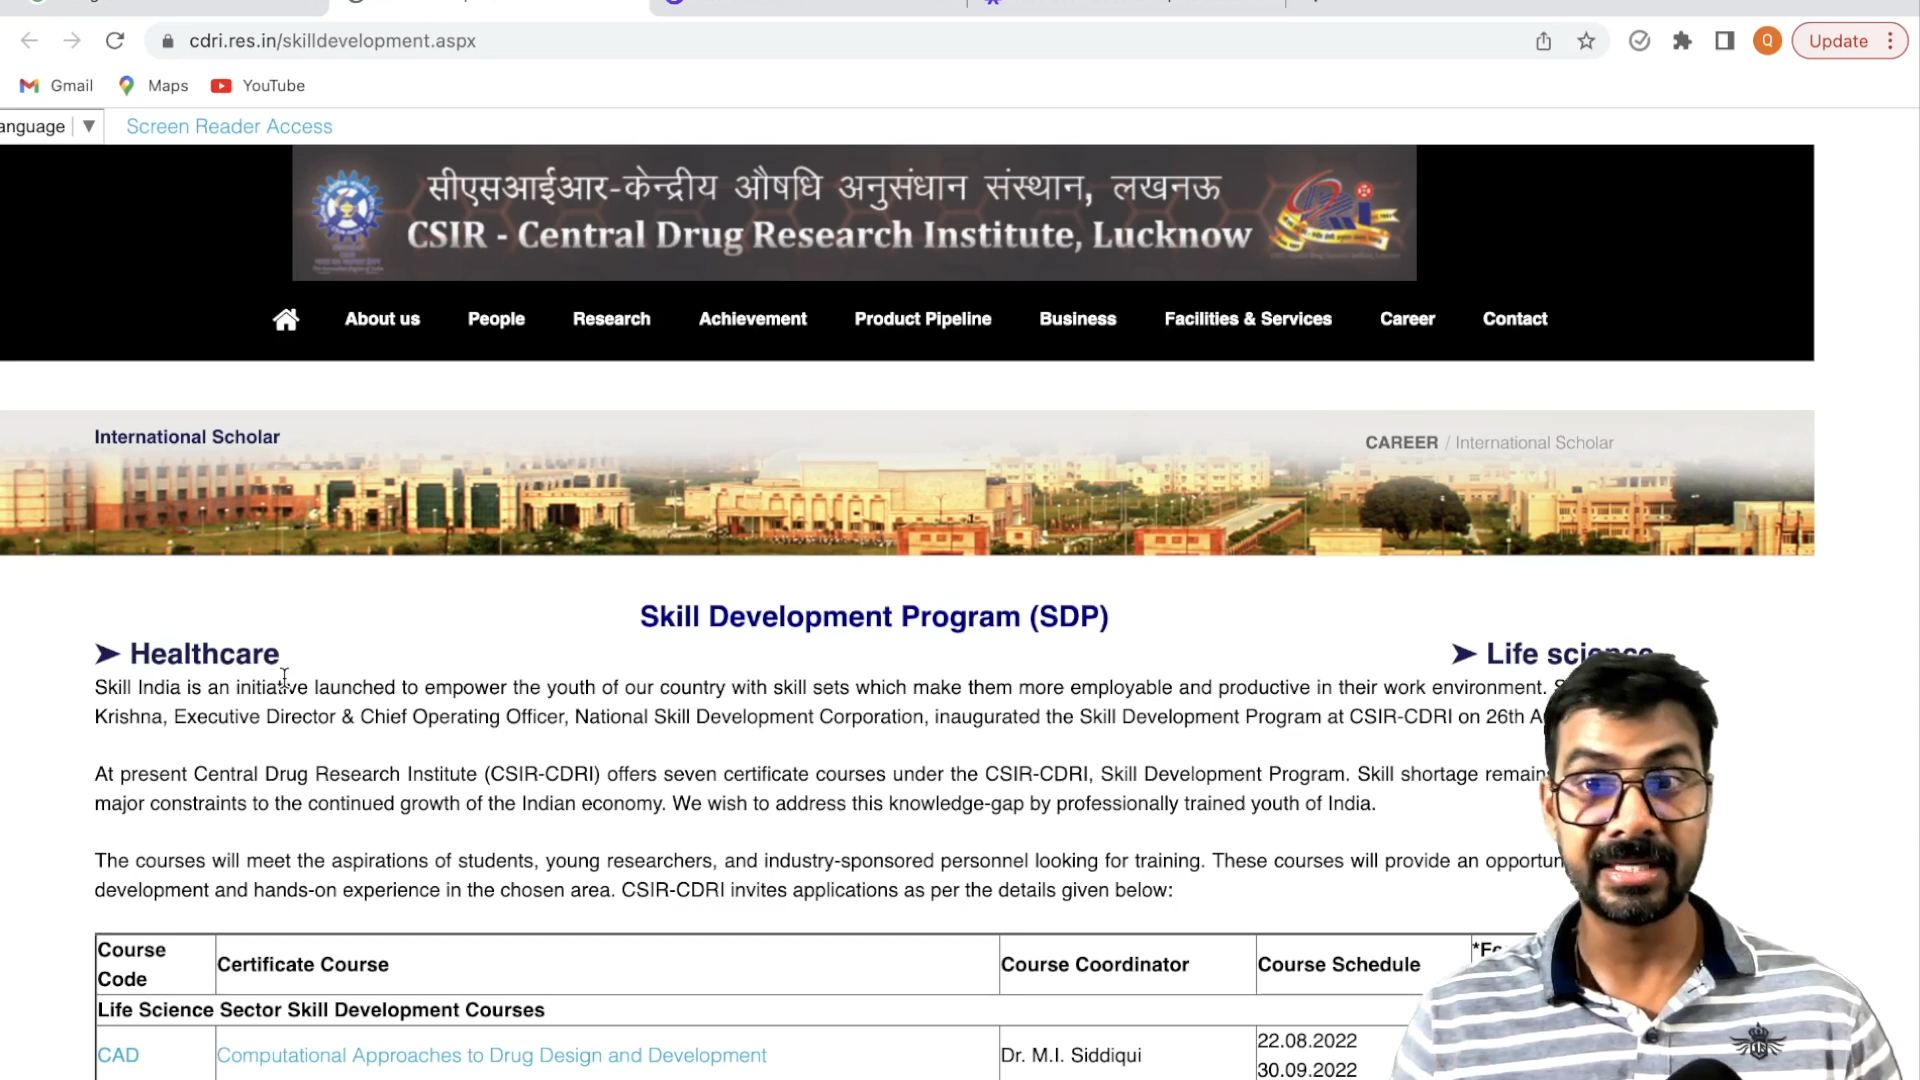 cdri.res.in/skilldevelopment.aspx
Q
Update
Gmail
Maps
YouTube
anguage ▼
Screen Reader Access
सीएसआईआर-केन्द्रीय औषधि अनुसंधान संस्थान, लखनऊ
CSIR - Central Drug Research Institute, Lucknow
About us
People
Research
Achievement
Product Pipeline
Business
Facilities & Services
Career
Contact
International Scholar
CAREER / International Scholar
Skill Development Program (SDP)
➤ Healthcare
➤ Life science
Skill India is an initiative launched to empower the youth of our country with skill sets which make them more employable and productive in their work environment.
Krishna, Executive Director & Chief Operating Officer, National Skill Development Corporation, inaugurated the Skill Development Program at CSIR-CDRI on 26th
At present Central Drug Research Institute (CSIR-CDRI) offers seven certificate courses under the CSIR-CDRI, Skill Development Program. Skill shortage
major constraints to the continued growth of the Indian economy. We wish to address this knowledge-gap by professionally trained youth of India.
The courses will meet the aspirations of students, young researchers, and industry-sponsored personnel looking for training. These courses will provide an
development and hands-on experience in the chosen area. CSIR-CDRI invites applications as per the details given below:
Course Code
Certificate Course
Course Coordinator
Course Schedule
Life Science Sector Skill Development Courses
CAD
Computational Approaches to Drug Design and Development
Dr. M.I. Siddiqui
22.08.2022
30.09.2022